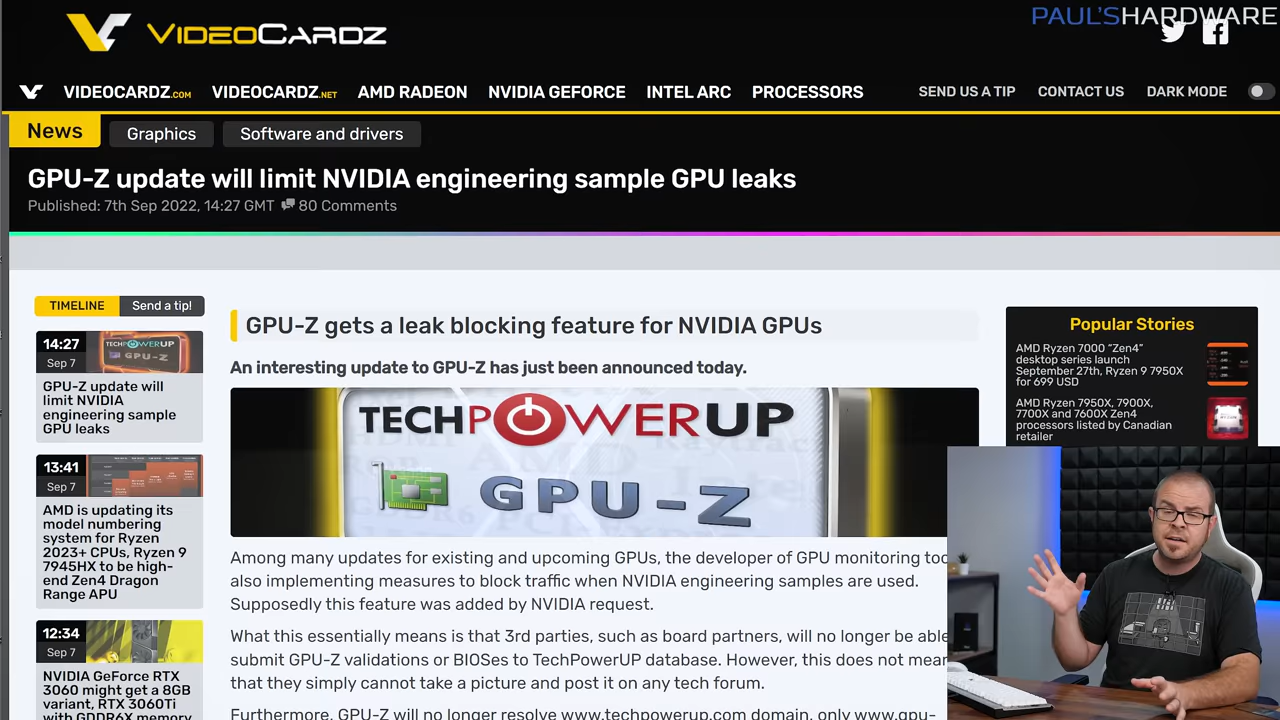 PAUL'SHARDWARE
VIDEOCARDZ
VIDEOCARDZ.COM VIDEOCARDZ.NET AMD RADEON NVIDIA GEFORCE INTEL ARC PROCESSORS SEND US A TIP CONTACT US DARK MODE
News Graphics Software and drivers
GPU-Z update will limit NVIDIA engineering sample GPU leaks
Published: 7th Sep 2022, 14:27 GMT 80 Comments
TIMELINE Send a tip!
14:27
Sep 7
TECHPOWERUP
GPU-Z
GPU-Z update will
limit NVIDIA
engineering sample
GPU leaks
13:41
Sep 7
AMD is updating its
model numbering
system for Ryzen
2023+ CPUs, Ryzen 9
7945HX to be high-
end Zen4 Dragon
Range APU
12:34
Sep 7
NVIDIA GeForce RTX
3060 might get a 8GB
variant, RTX 3060Ti
with GDDR6X memory
GPU-Z gets a leak blocking feature for NVIDIA GPUs
An interesting update to GPU-Z has just been announced today.
TECHPOWERUP
GPU-Z
Among many updates for existing and upcoming GPUs, the developer of GPU monitoring
also implementing measures to block traffic when NVIDIA engineering samples are used.
Supposedly this feature was added by NVIDIA request.
What this essentially means is that 3rd parties, such as board partners, will no longer be able
submit GPU-Z validations or BIOSes to TechPowerUP database. However, this does not mean
that they simply cannot take a picture and post it on any tech forum.
Furthermore, GPU-Z will no longer resolve www.techpowerup.com domain, only www.gpu-
Popular Stories
AMD Ryzen 7000 "Zen4"
desktop series launch
September 27th, Ryzen 9 7950X
for 699 USD
AMD Ryzen 7950X, 7900X,
7700X and 7600X Zen4
processors listed by Canadian
retailer